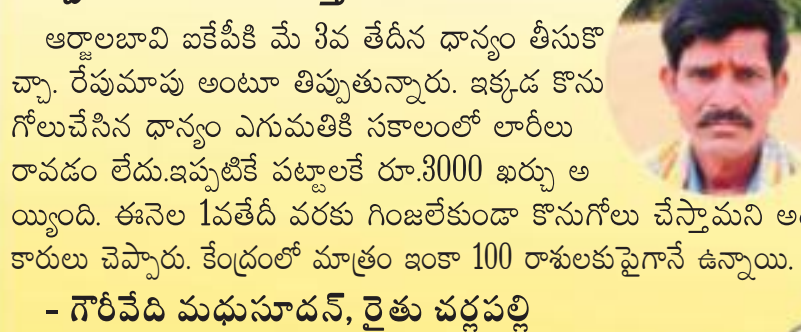 ఆర్జాలబావి ఐకేపీకి మే 3వ తేదీన ధాన్యం తీసుకొ
చ్చా. రేపుమాపు అంటూ తిప్పుతున్నారు. ఇక్కడ కొను
గోలుచేసిన ధాన్యం ఎగుమతికి సకాలంలో లారీలు
రావడం లేదు.ఇప్పటికే పట్టాలకే రూ.3000 ఖర్చు అ
య్యింది. ఈనెల 1వతేదీ వరకు గింజలేకుండా కొనుగోలు చేస్తామని అ
కారులు చెప్పారు. కేంద్రంలో మాత్రం ఇంకా 100 రాశులకుపైగానే ఉన్నాయి.
- గౌరీవేది మధుసూదన్, రైతు చర్లపల్లి